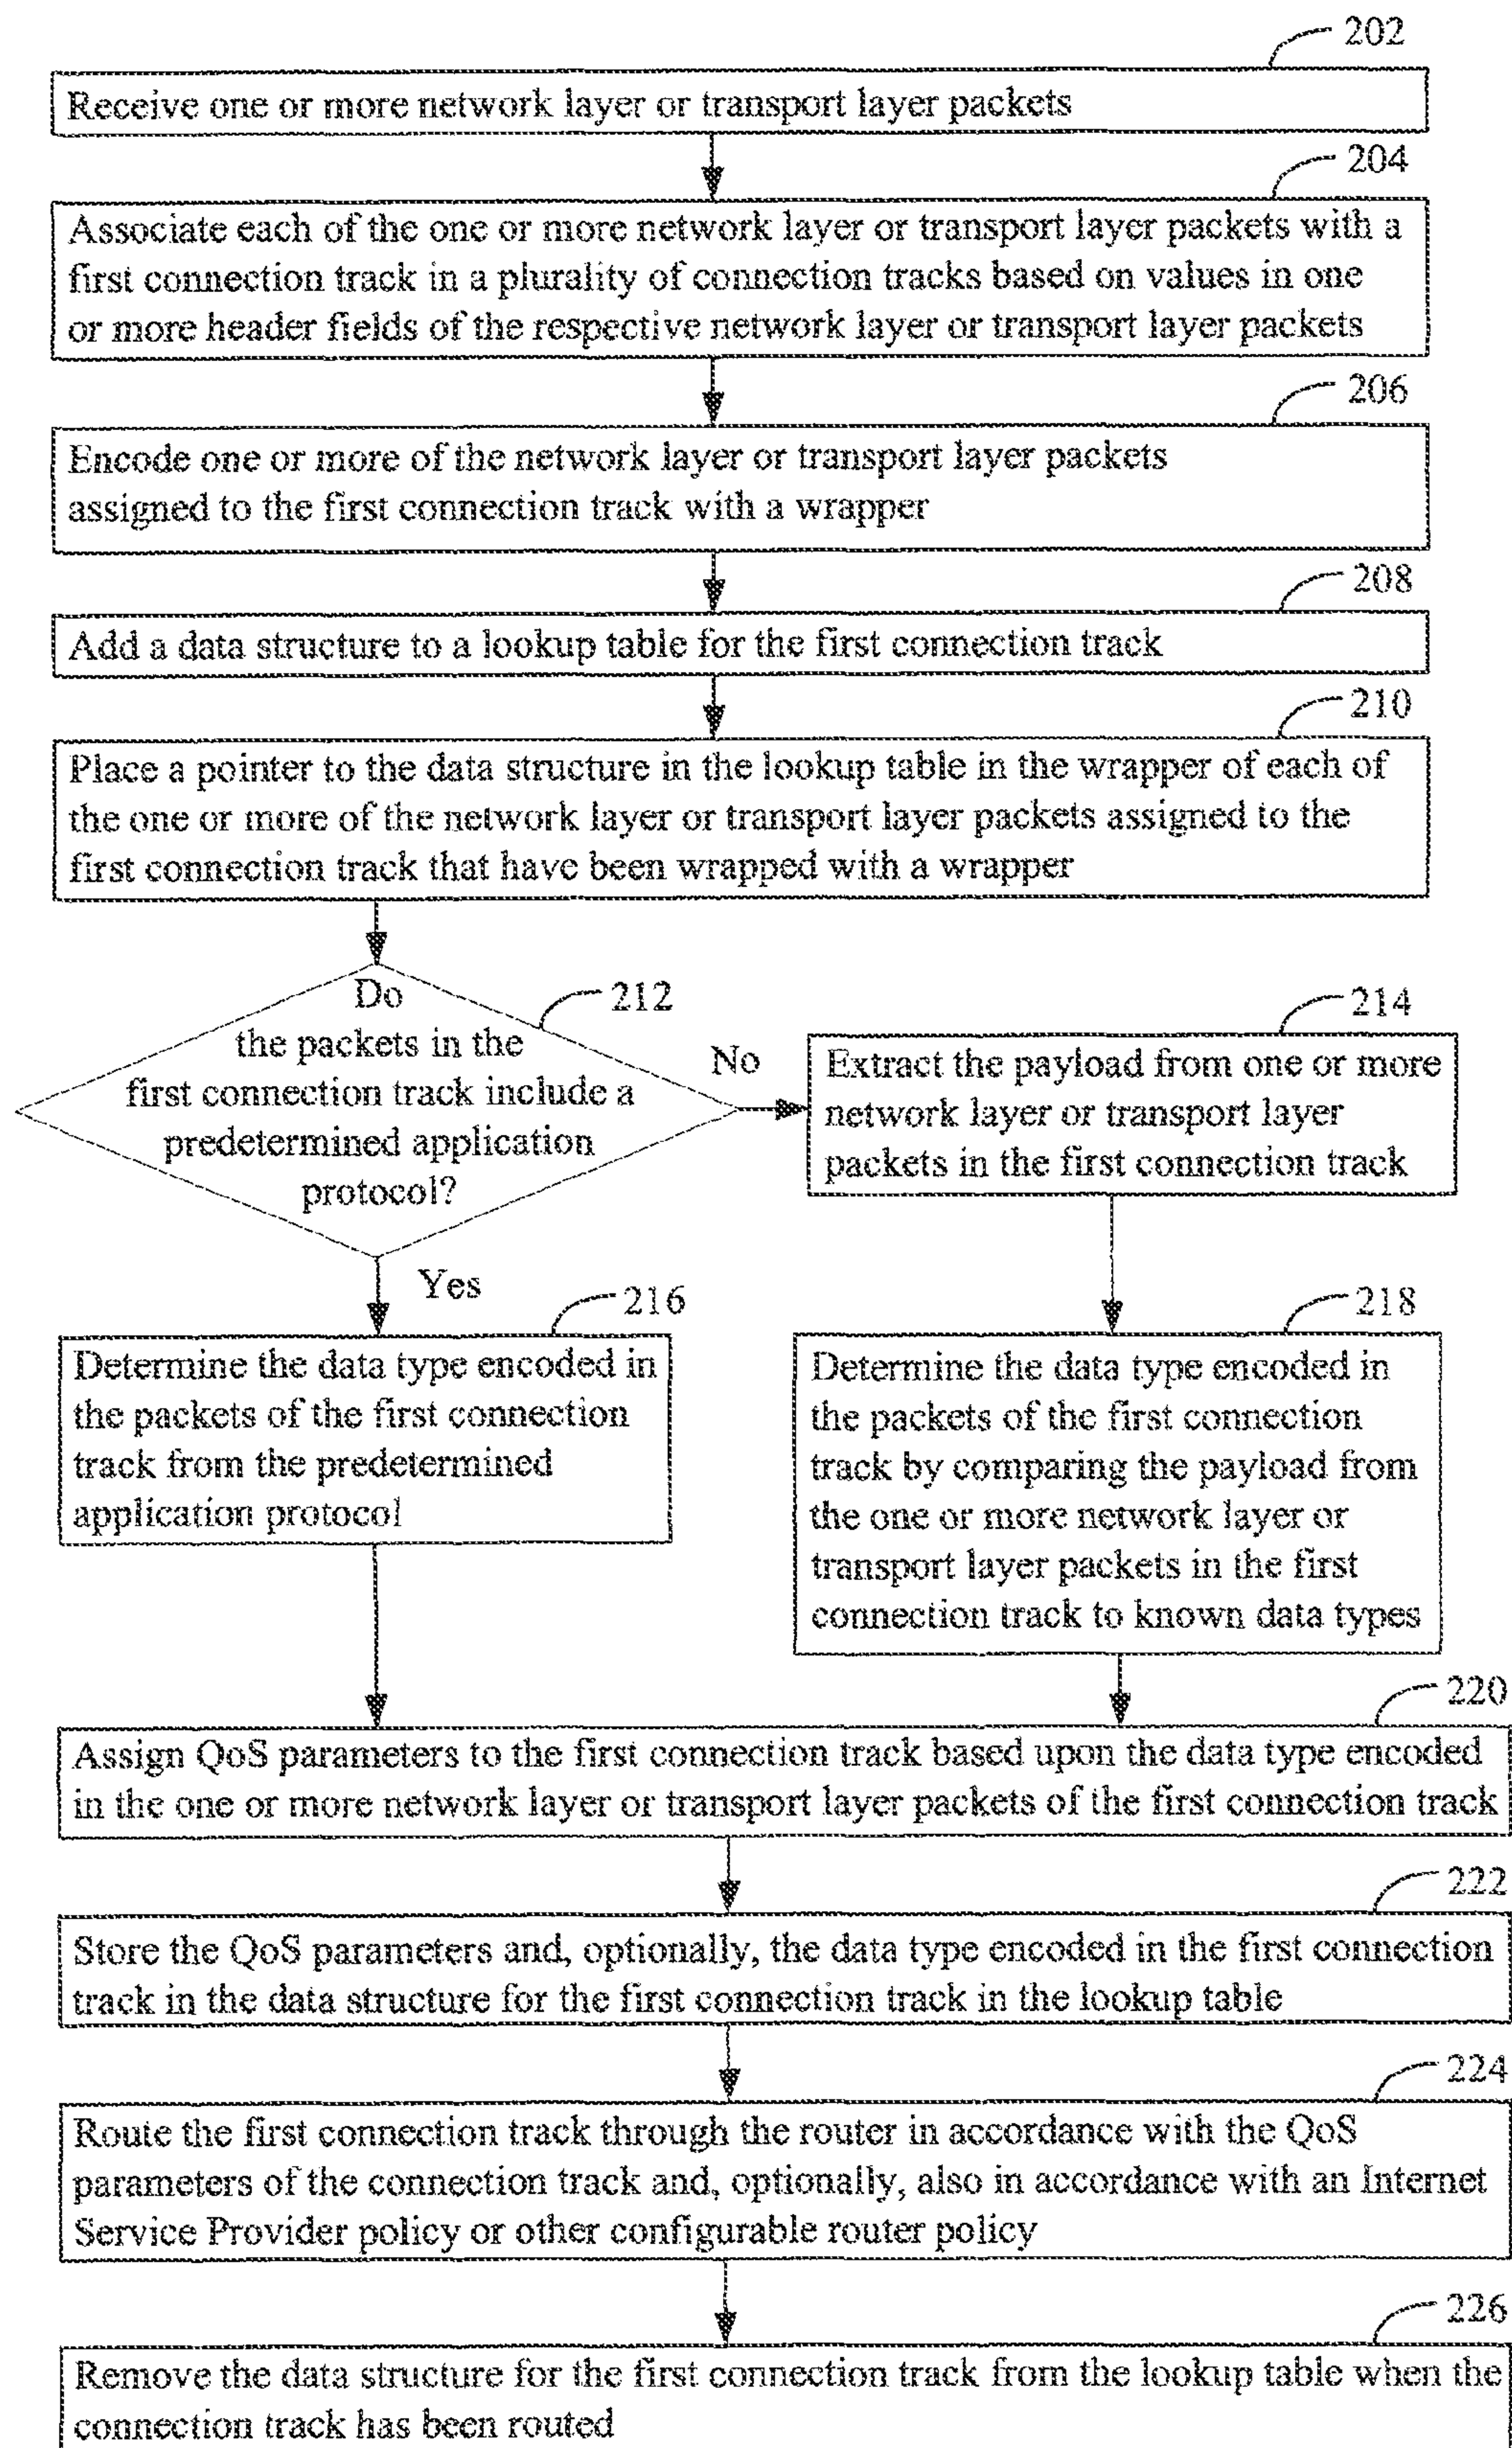 202
Receive one or more network layer or transport layer packets
204
Associate each of the one or more network layer or transport layer packets with a
first connection track in a plurality of connection tracks based on values in one
or more header fields of the respective network layer or transport layer packets
206
Encode one or more of the network layer or transport layer packets
assigned to the first connection track with a wrapper
208
Add a data structure to a lookup table for the first connection track
210
Place a pointer to the data structure in the lookup table in the wrapper of each of
the one or more of the network layer or transport layer packets assigned to the
first connection track that have been wrapped with a wrapper
212
Do
the packets in the
first connection track include a
predetermined application
protocol?
No
214
Extract the payload from one or more
network layer or transport layer
packets in the first connection track
Yes
216
Determine the data type encoded in
the packets of the first connection
track from the predetermined
application protocol
218
Determine the data type encoded in
the packets of the first connection
track by comparing the payload from
the one or more network layer or
transport layer packets in the first
connection track to known data types
220
Assign QoS parameters to the first connection track based upon the data type encoded
in the one or more network layer or transport layer packets of the first connection track
222
Store the QoS parameters and, optionally, the data type encoded in the first connection
track in the data structure for the first connection track in the lookup table
224
Route the first connection track through the router in accordance with the QoS
parameters of the connection track and, optionally, also in accordance with an Internet
Service Provider policy or other configurable router policy
226
Remove the data structure for the first connection track from the lookup table when the
connection track has been routed